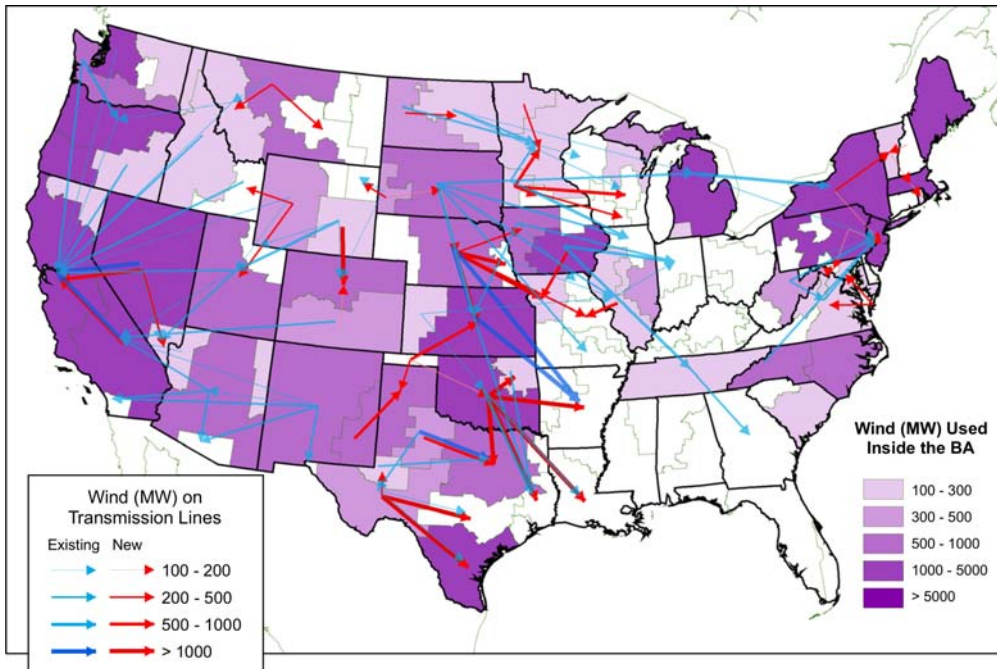 Wind (MW) on
Transmission Lines
Existing New
100 - 200
200 - 500
500 - 1000
> 1000
Wind (MW) Used
Inside the BA
100 - 300
300 - 500
500 - 1000
1000 - 5000
> 5000